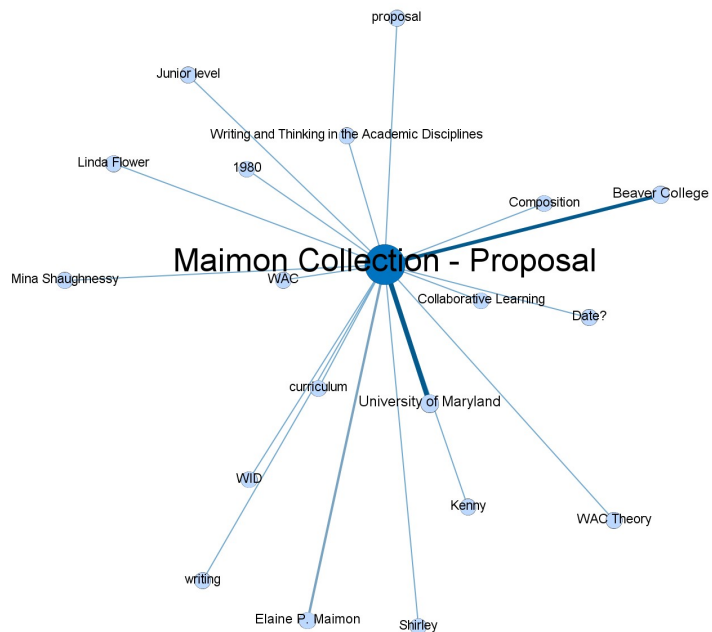 proposal
Junior level
Writing and Thinking in the Academic Disciplines
Linda Flower
1980
Beaver College
Composition
Maimon Collection - Proposal
Mina Shaughnessy
WAC
Collaborative Learning
Date?
curriculum
University of Maryland
WID
Kenny
WAC Theory
writing
Elaine P. Maimon
Shirley